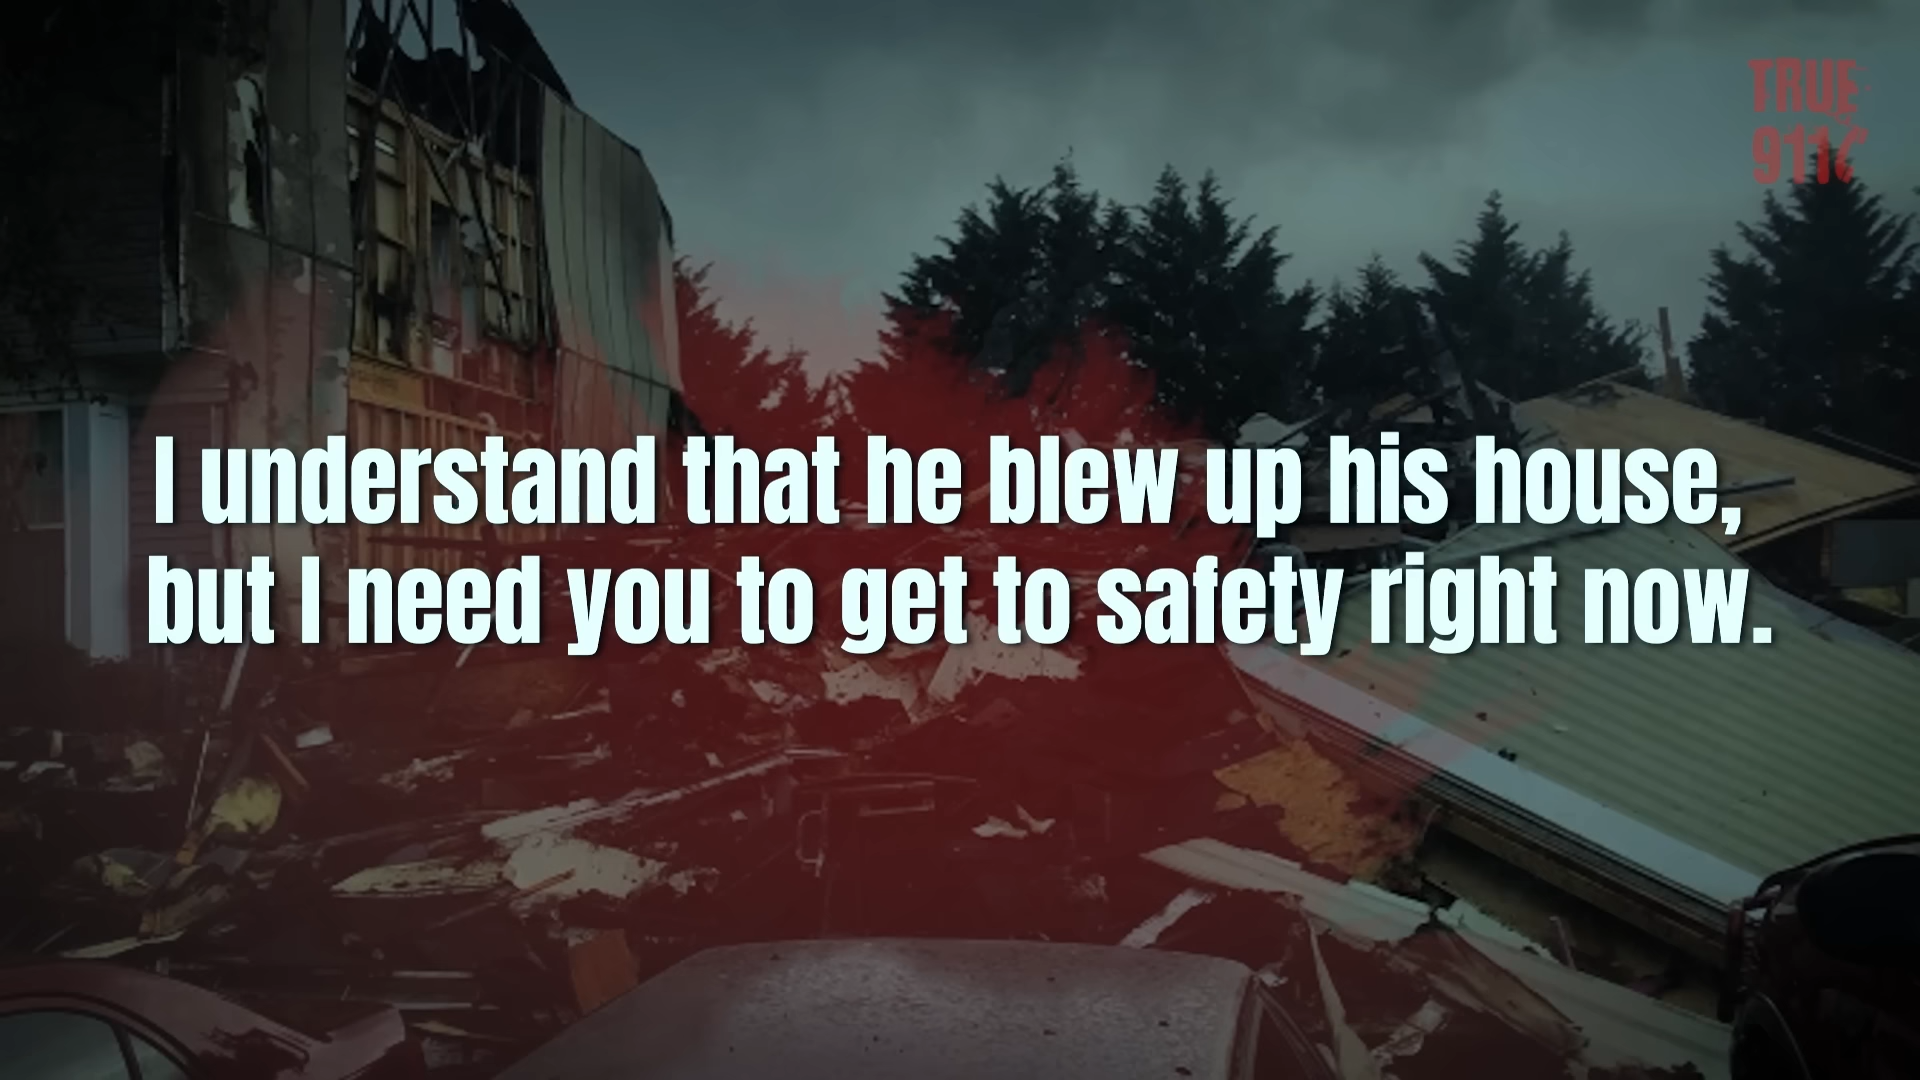 TRUE
911
I understand that he blew up his house,
but I need you to get to safety right now.